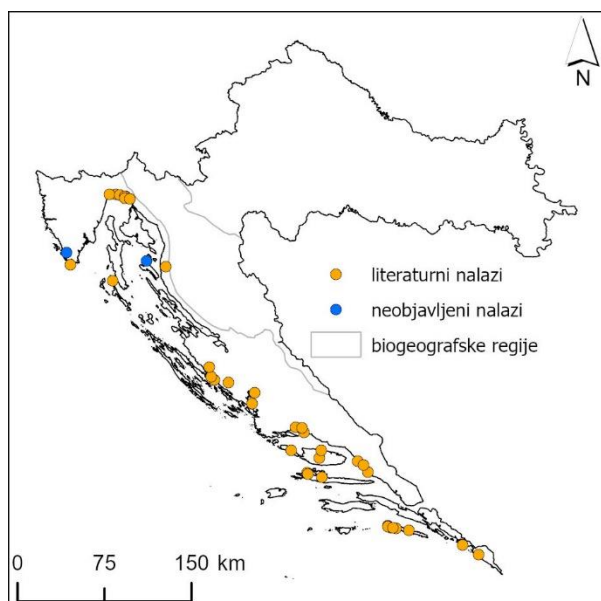 N
literaturni nalazi
neobjavljeni nalazi
biogeografske regije
0 75 150 km